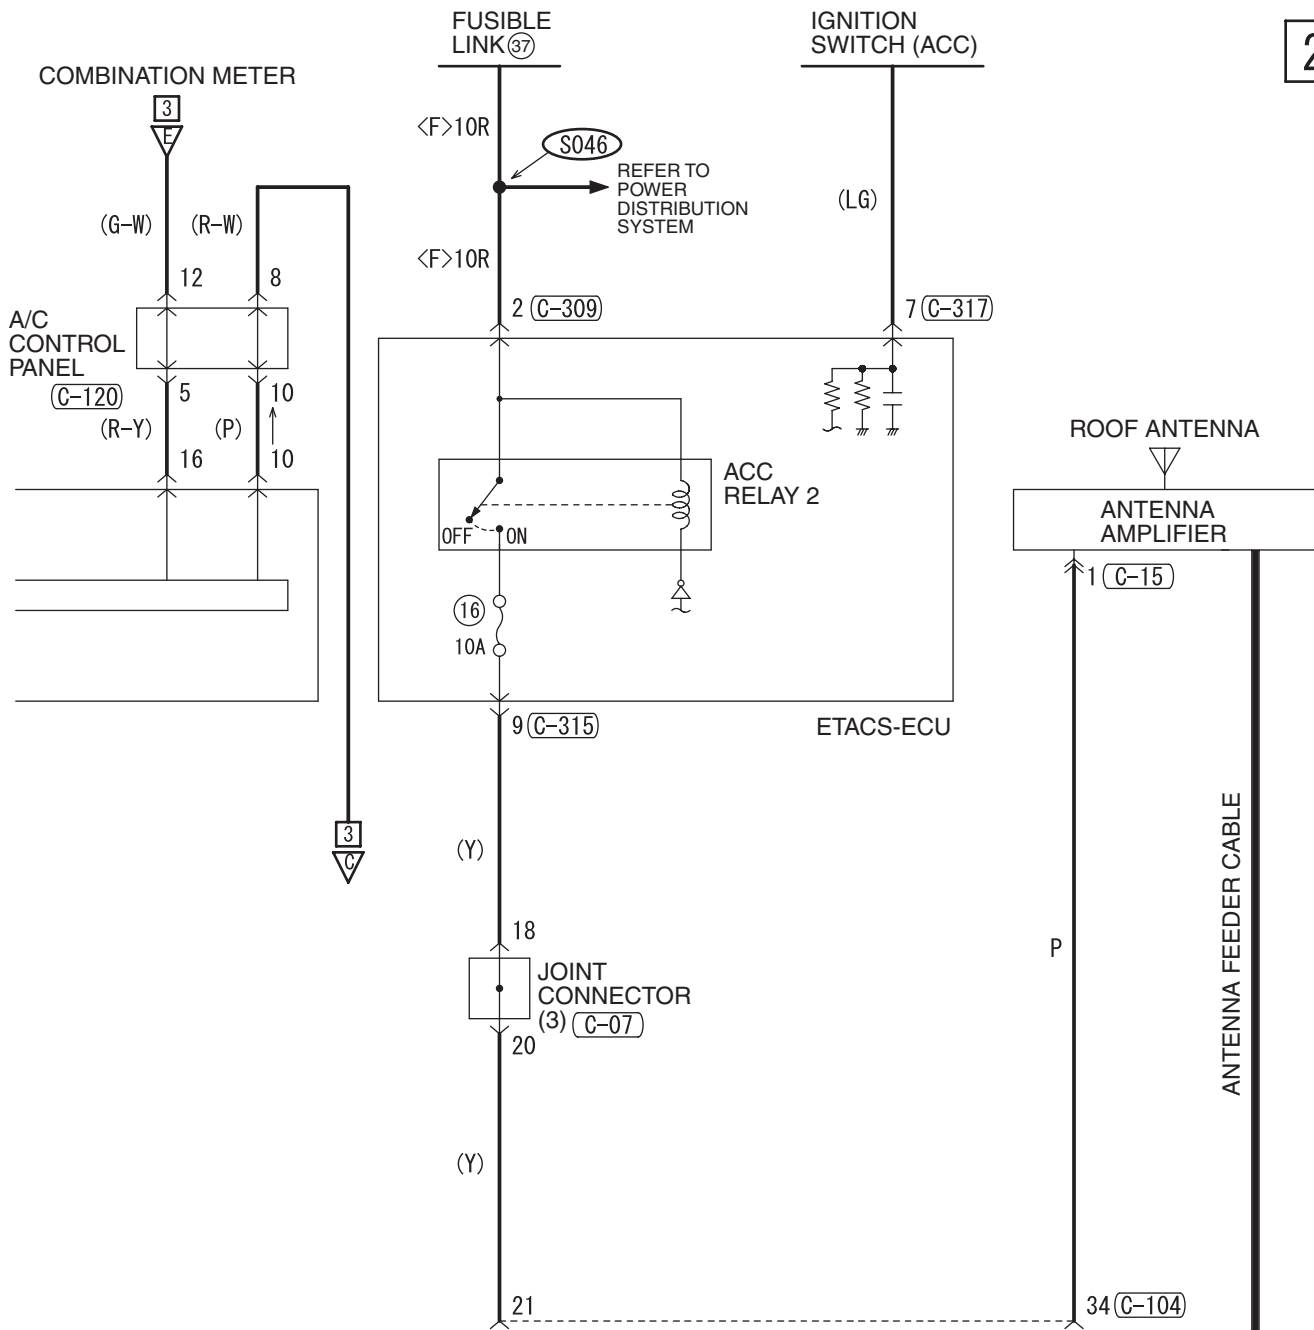 FUSIBLE
LINK 37
IGNITION
SWITCH (ACC)
2
COMBINATION METER
3
E
<F>10R
S046
REFER TO
POWER
DISTRIBUTION
SYSTEM
(G-W)
(R-W)
(LG)
<F>10R
12
8
2 C-309
7 C-317
A/C
CONTROL
PANEL
C-120
5
10
(R-Y)
(P)
16
10
ROOF ANTENNA
ACC
RELAY 2
OFF
ON
ANTENNA
AMPLIFIER
1 C-15
16
10A
9 C-315
ETACS-ECU
3
C
(Y)
ANTENNA FEEDER CABLE
18
P
JOINT
CONNECTOR
(3) C-07
20
(Y)
21
34 C-104